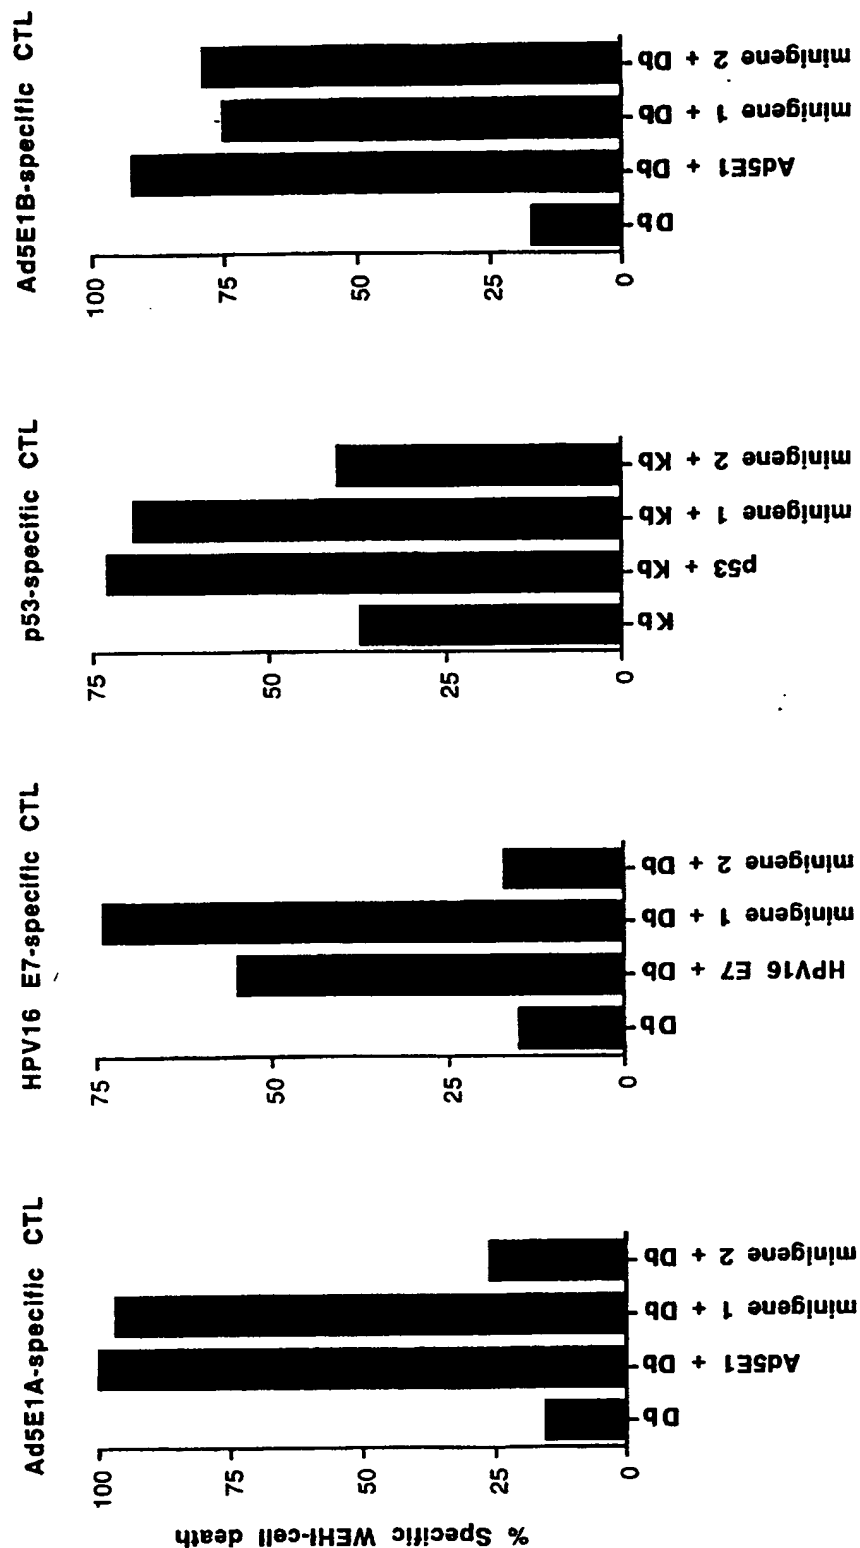 Ad5E1A-specific CTL
% Specific WEHI-cell death
100
75
50
25
0
Db
Ad5E1 + Db
minigene 1 + Db
minigene 2 + Db
HPV16 E7-specific CTL
75
50
25
0
Db
HPV16 E7 + Db
minigene 1 + Db
minigene 2 + Db
p53-specific CTL
75
50
25
0
Kb
p53 + Kb
minigene 1 + Kb
minigene 2 + Kb
Ad5E1B-specific CTL
100
75
50
25
0
Db
Ad5E1 + Db
minigene 1 + Db
minigene 2 + Db